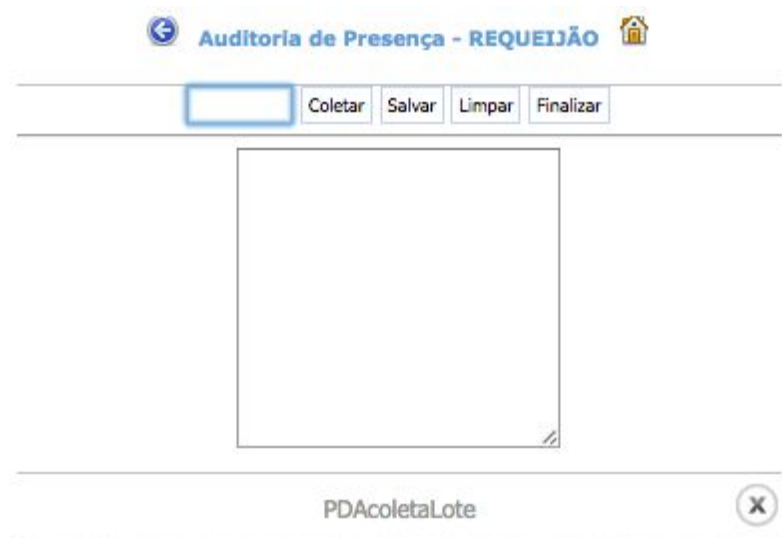 Auditoria de Presença - REQUEIJÃO
Coletar Salvar Limpar Finalizar
PDAcoletaLote